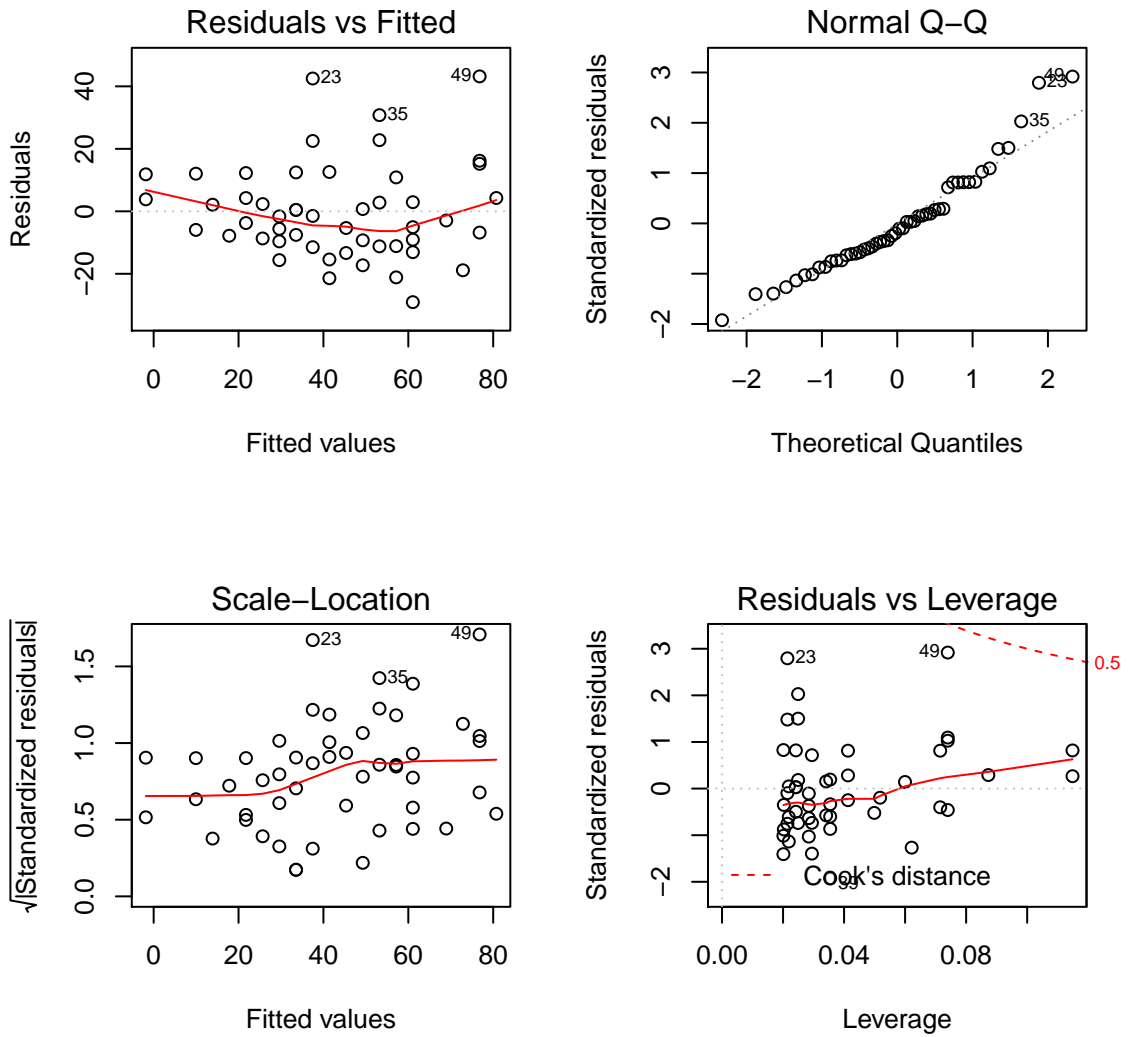 Residuals vs Fitted
Residuals
40
20
0
−20
23
49
35
0 20 40 60 80
Fitted values
Normal Q−Q
Standardized residuals
3
2
1
0
−2
49
23
35
−2 −1 0 1 2
Theoretical Quantiles
Scale−Location
√|Standardized residuals|
1.5
1.0
0.5
0.0
23
49
35
0 20 40 60 80
Fitted values
Residuals vs Leverage
Standardized residuals
3
2
1
0
−2
23
49
0.5
Cook's distance
39
0.00 0.04 0.08
Leverage